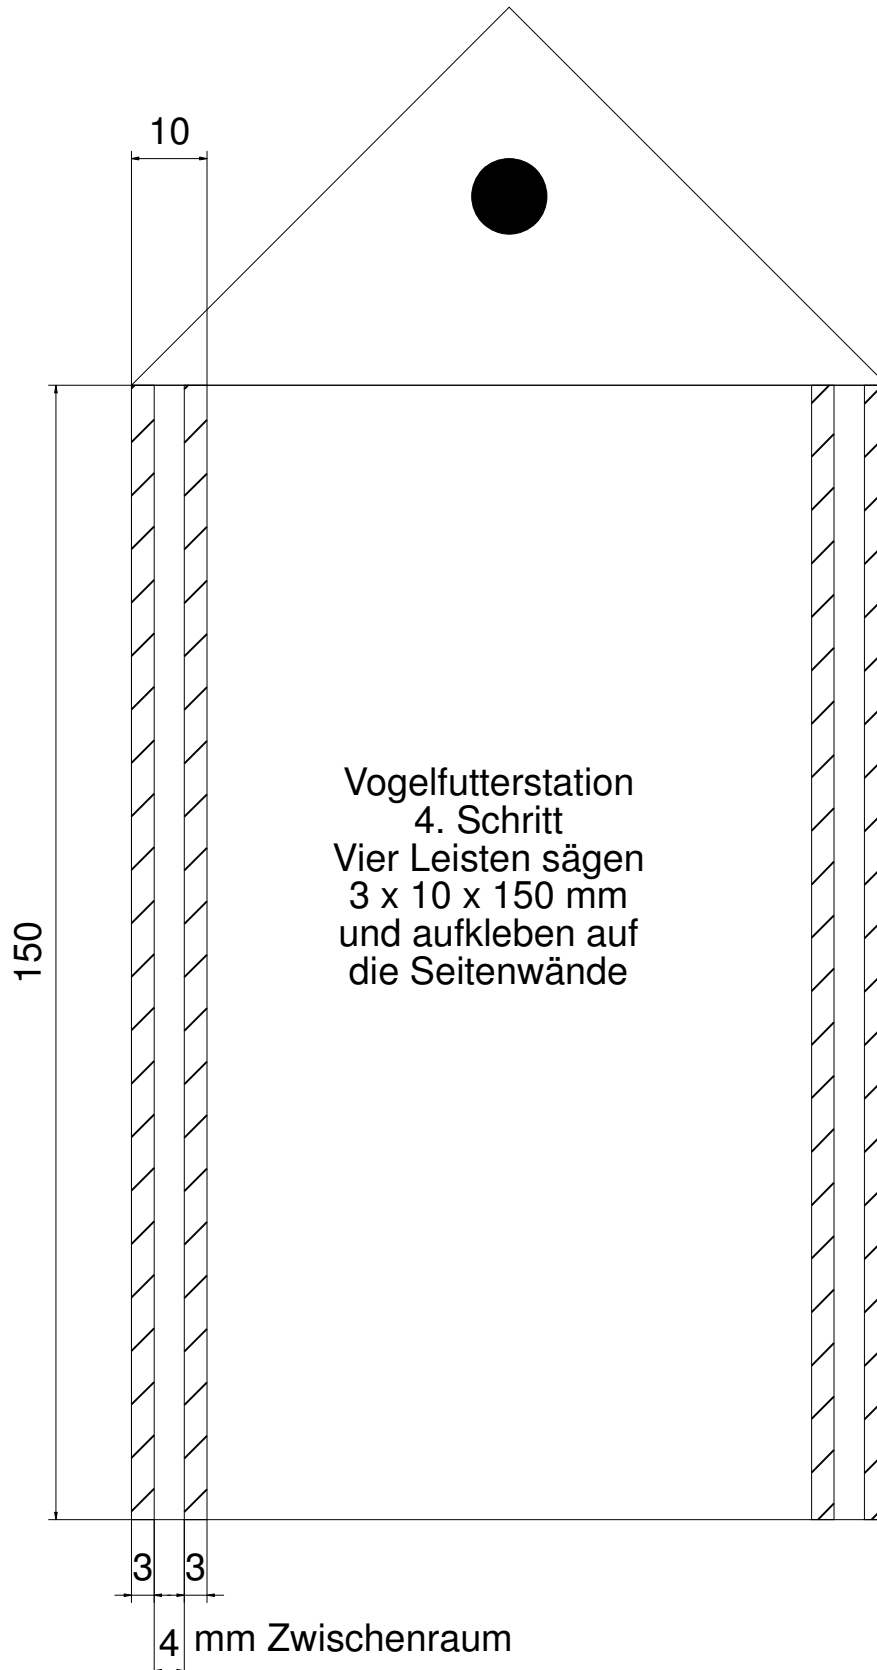 10
Vogelfutterstation
4. Schritt
Vier Leisten sägen
3 x 10 x 150 mm
und aufkleben auf
die Seitenwände
150
3 3
4 mm Zwischenraum